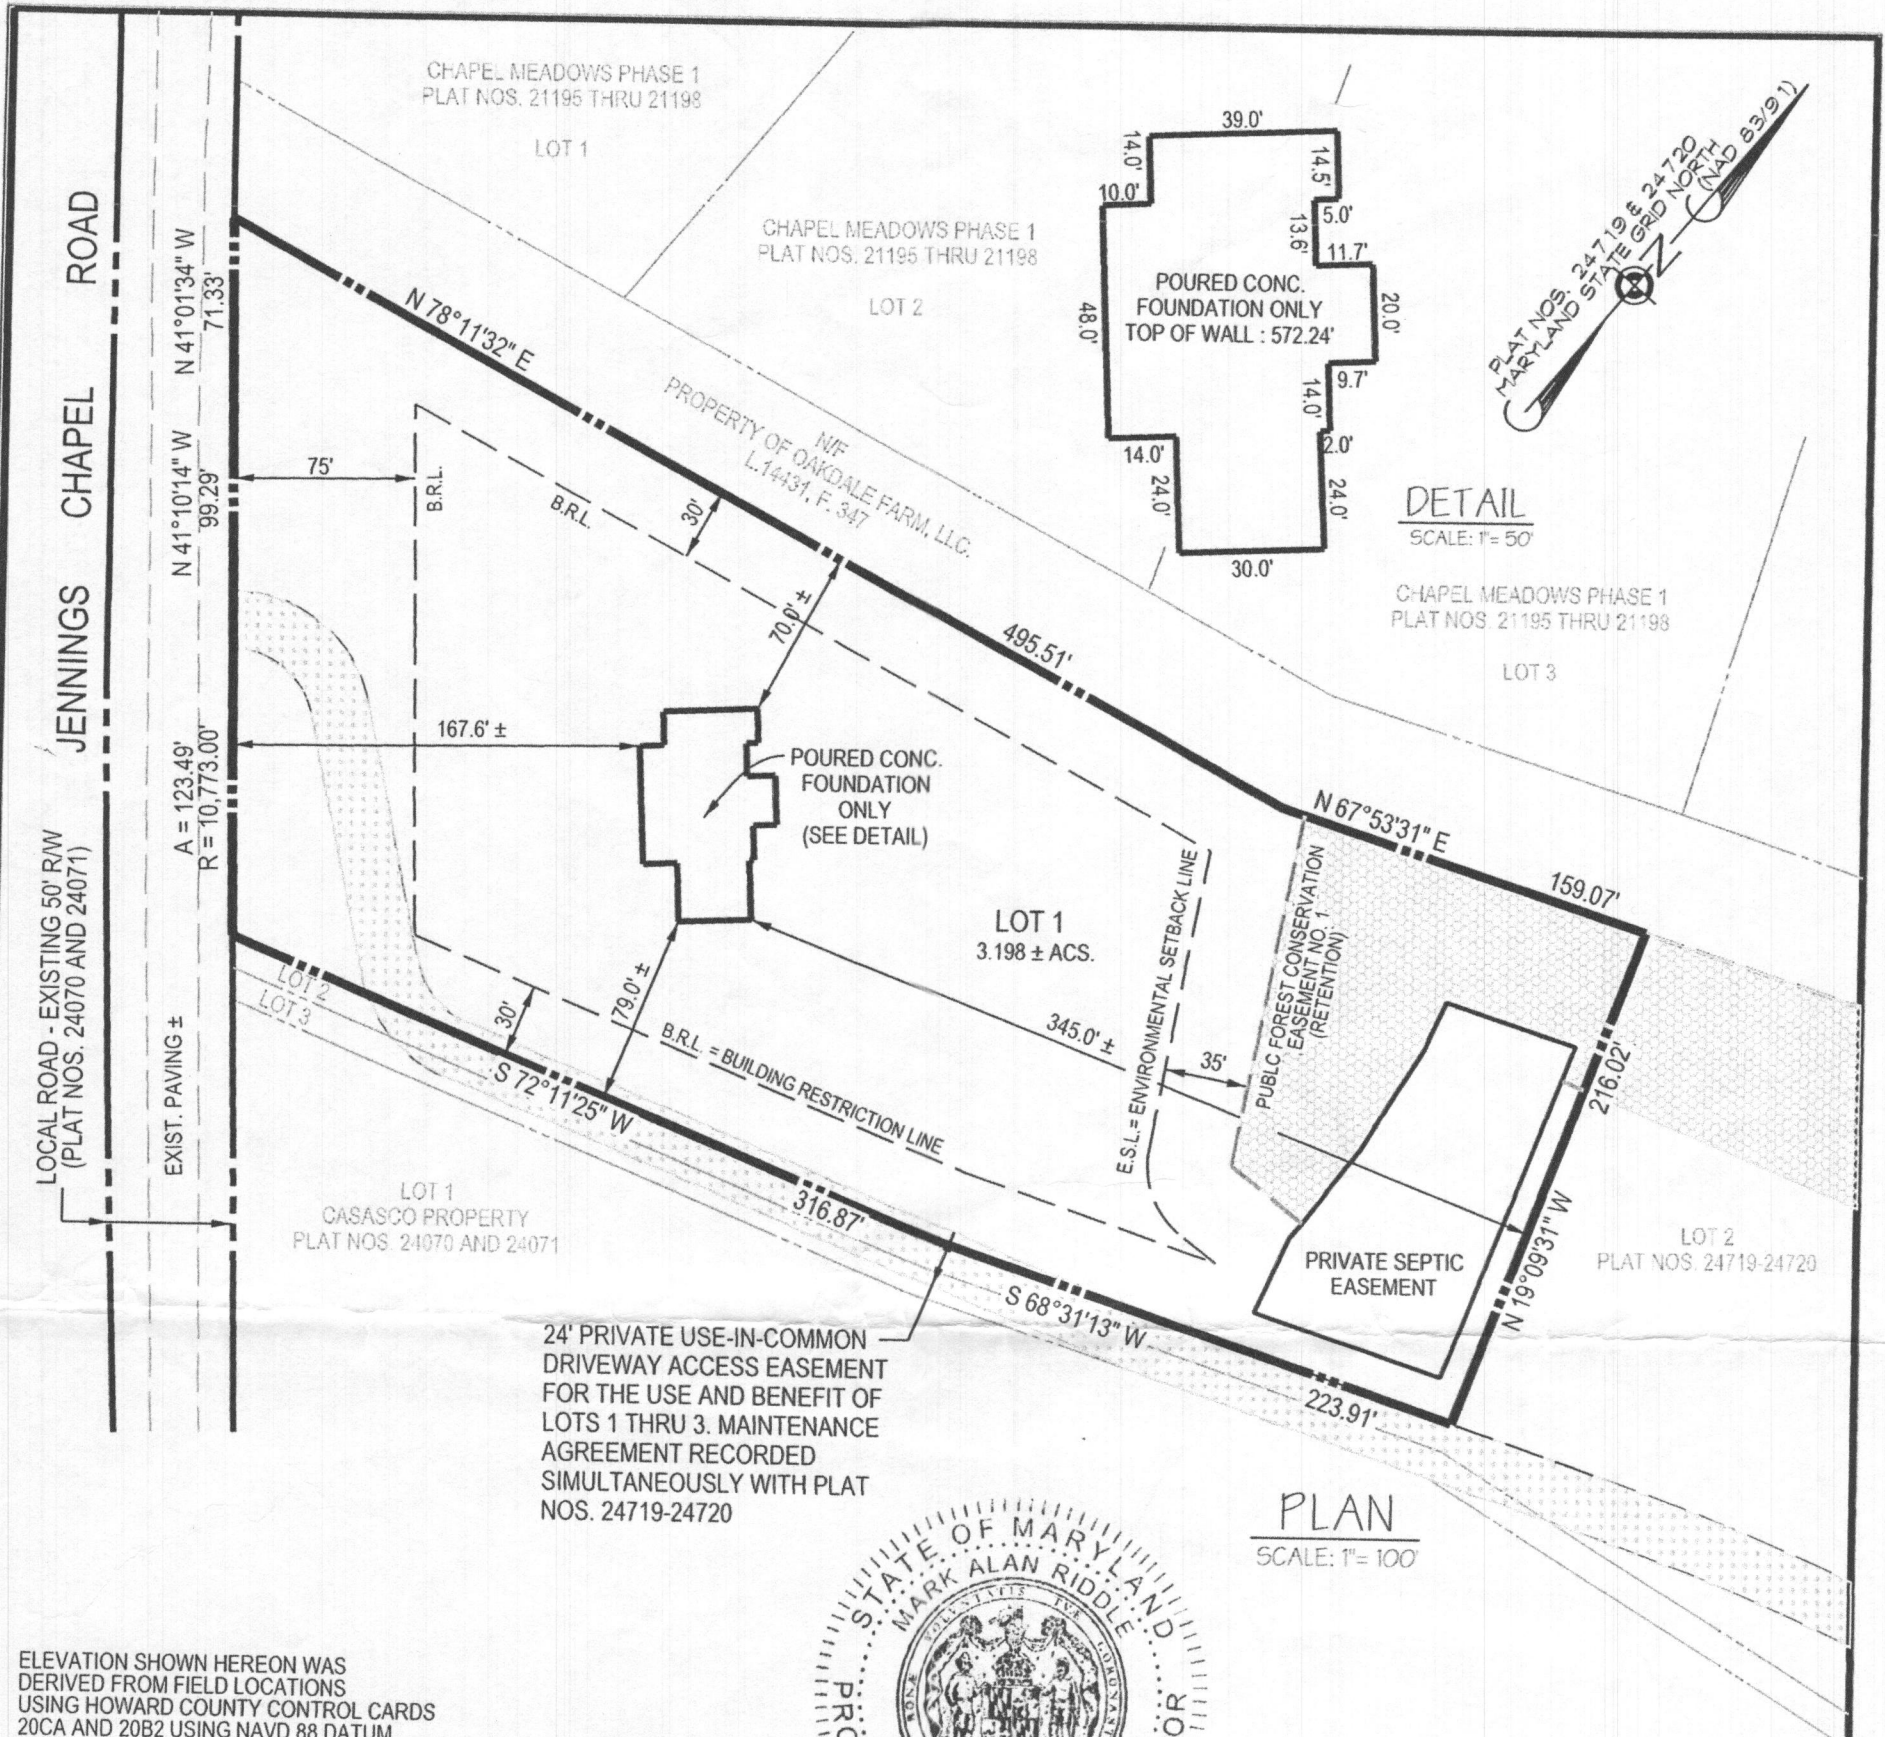 CHAPEL MEADOWS PHASE 1
PLAT NOS. 21195 THRU 21198
LOT 1
CHAPEL MEADOWS PHASE 1
PLAT NOS. 21195 THRU 21198
LOT 2
39.0'
14.0'
14.5'
10.0'
5.0'
13.6'
11.7'
POURED CONC.
FOUNDATION ONLY
TOP OF WALL : 572.24'
48.0'
20.0'
9.7'
14.0'
2.0'
14.0'
24.0'
24.0'
30.0'
DETAIL
SCALE: 1"= 50'
PLAT NOS. 24719 & 24720
MARYLAND STATE GRID NORTH
(NAD 83/91)
N
CHAPEL MEADOWS PHASE 1
PLAT NOS. 21195 THRU 21198
LOT 3
JENNINGS CHAPEL ROAD
N 41°01'34" W
71.33'
N 41°10'14" W
99.29'
A = 123.49'
R = 10,773.00'
EXIST. PAVING ±
LOCAL ROAD - EXISTING 50' R/W
(PLAT NOS. 24070 AND 24071)
N 78°11'32" E
495.51'
N/F
PROPERTY OF OAKDALE FARM, LLC.
L.14431, F. 347
75'
B.R.L.
B.R.L.
30'
70.0' ±
167.6' ±
POURED CONC.
FOUNDATION
ONLY
(SEE DETAIL)
LOT 1
3.198 ± ACS.
N 67°53'31" E
159.07'
PUBLC FOREST CONSERVATION
EASEMENT NO. 1
(RETENTION)
E.S.L.= ENVIRONMENTAL SETBACK LINE
35'
345.0' ±
79.0' ±
30'
B.R.L. = BUILDING RESTRICTION LINE
LOT 2
LOT 3
S 72°11'25" W
316.87'
216.02'
N 19°09'31" W
LOT 1
CASASCO PROPERTY
PLAT NOS. 24070 AND 24071
PRIVATE SEPTIC
EASEMENT
LOT 2
PLAT NOS. 24719-24720
S 68°31'13" W
223.91'
24' PRIVATE USE-IN-COMMON
DRIVEWAY ACCESS EASEMENT
FOR THE USE AND BENEFIT OF
LOTS 1 THRU 3. MAINTENANCE
AGREEMENT RECORDED
SIMULTANEOUSLY WITH PLAT
NOS. 24719-24720
PLAN
SCALE: 1"= 100'
STATE OF MARYLAND
MARK ALAN RIDDLE
PRO
OR
ELEVATION SHOWN HEREON WAS
DERIVED FROM FIELD LOCATIONS
USING HOWARD COUNTY CONTROL CARDS
20CA AND 20B2 USING NAVD 88 DATUM